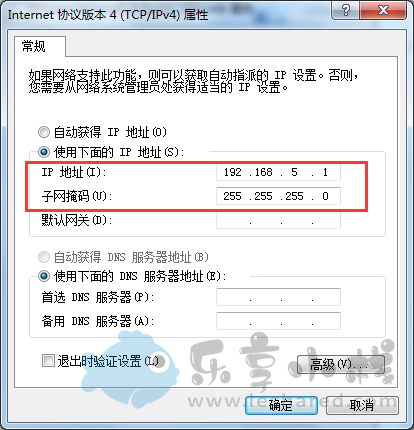 Internet 协议版本 4 (TCP/IPv4) 属性
常规
如果网络支持此功能，则可以获取自动指派的 IP 设置。否则，
您需要从网络系统管理员处获得适当的 IP 设置。
自动获得 IP 地址(O)
使用下面的 IP 地址(S):
IP 地址(I): 192 .168 . 5 . 1
子网掩码(U): 255 .255 .255 . 0
默认网关(D): . . .
自动获得 DNS 服务器地址(B)
使用下面的 DNS 服务器地址(E):
首选 DNS 服务器(P): . . .
备用 DNS 服务器(A): . . .
退出时验证设置(L)
高级(V)...
确定
取消